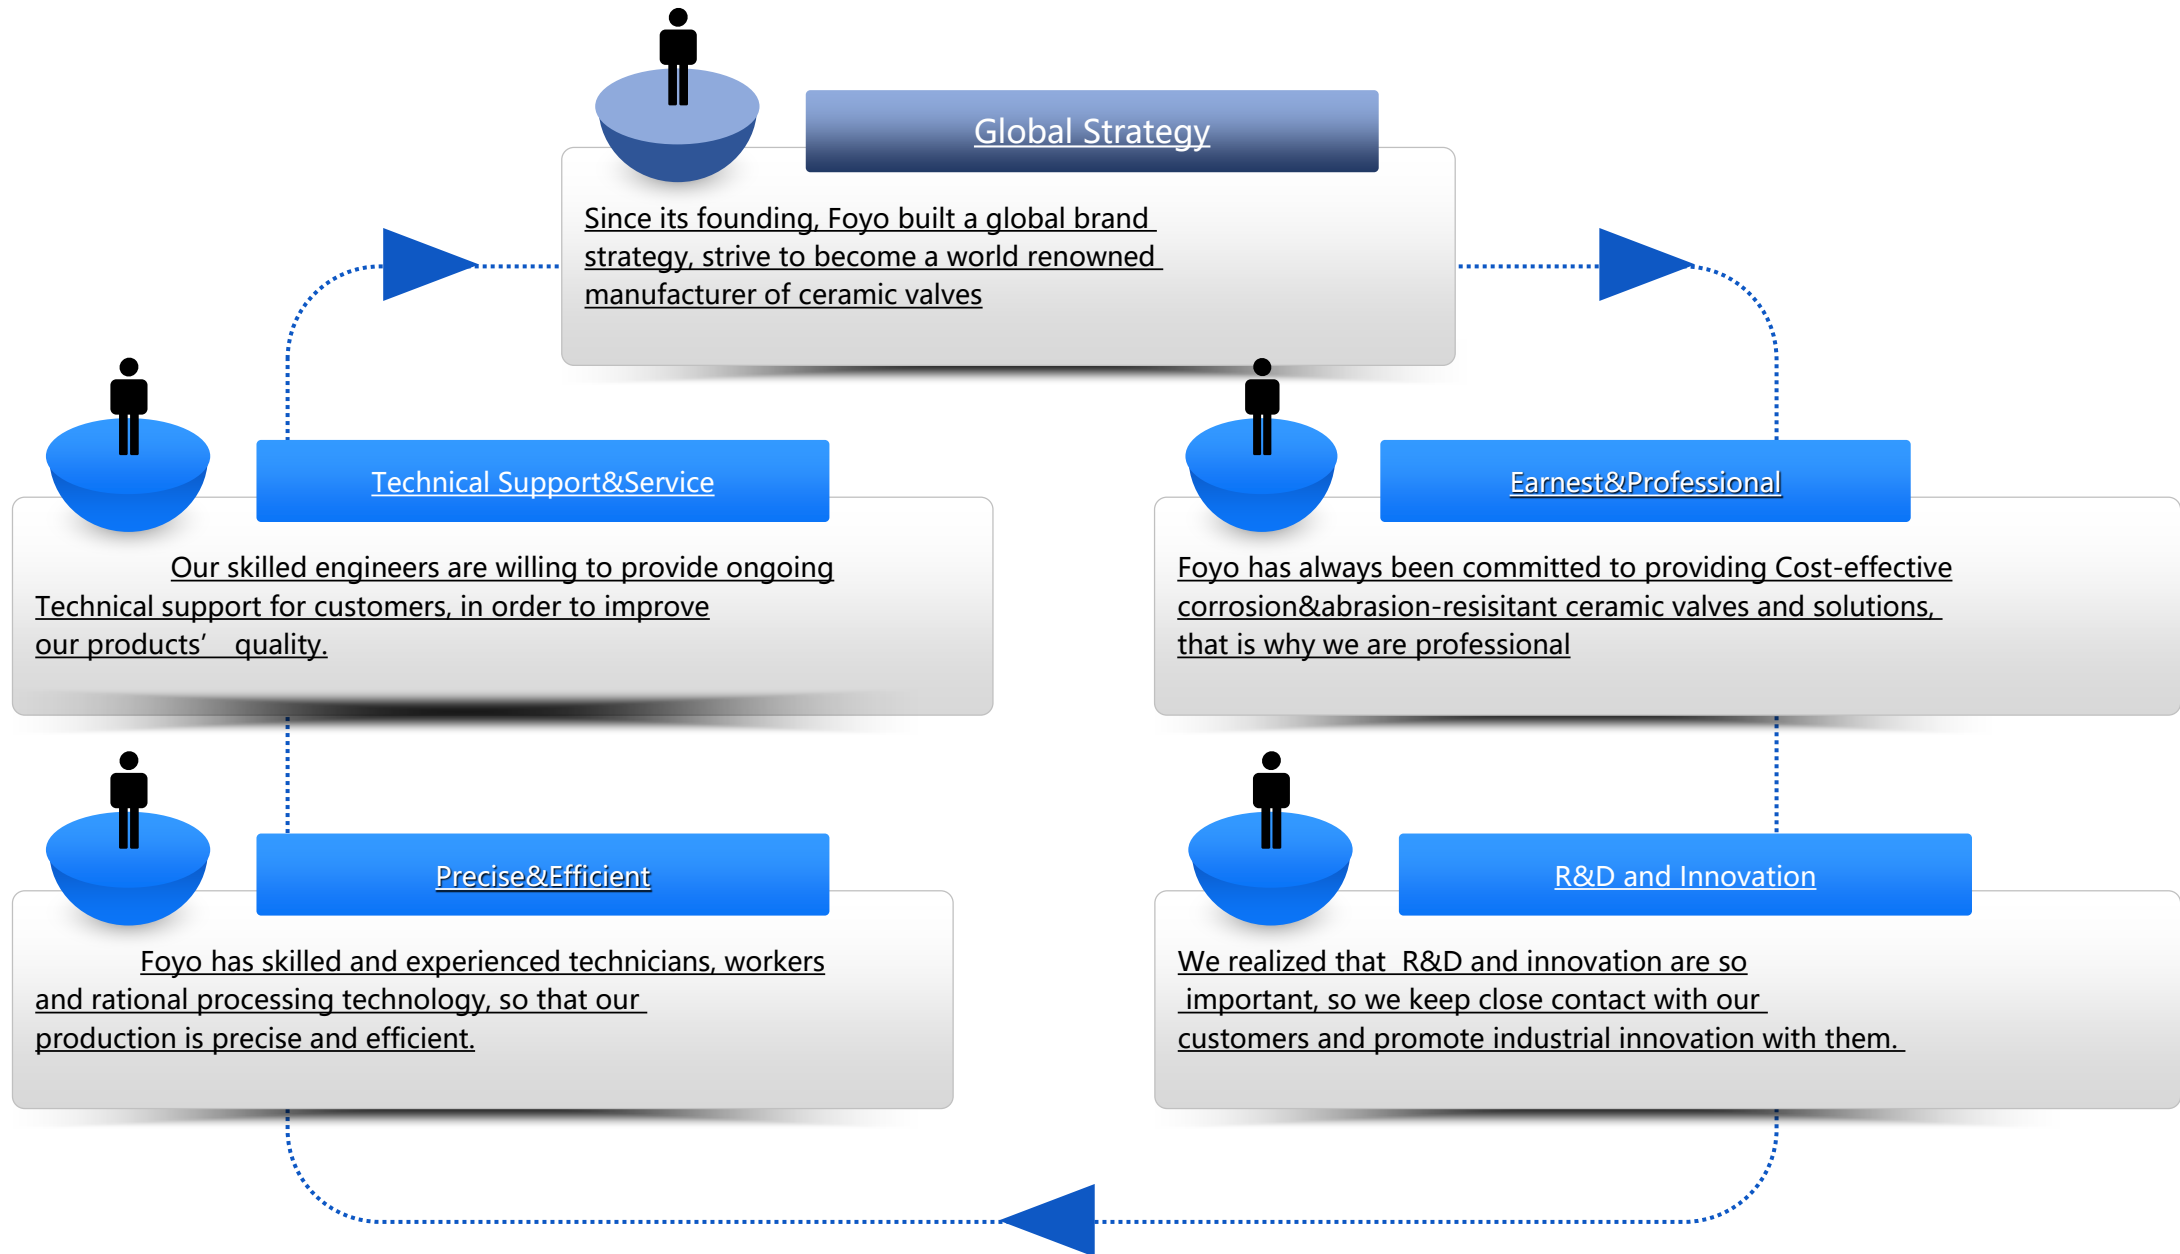 Global Strategy
Since its founding, Foyo built a global brand
strategy, strive to become a world renowned
manufacturer of ceramic valves
Technical Support&Service
Our skilled engineers are willing to provide ongoing
Technical support for customers, in order to improve
our products’ quality.
Earnest&Professional
Foyo has always been committed to providing Cost-effective
corrosion&abrasion-resisitant ceramic valves and solutions,
that is why we are professional
Precise&Efficient
Foyo has skilled and experienced technicians, workers
and rational processing technology, so that our
production is precise and efficient.
R&D and Innovation
We realized that R&D and innovation are so
important, so we keep close contact with our
customers and promote industrial innovation with them.